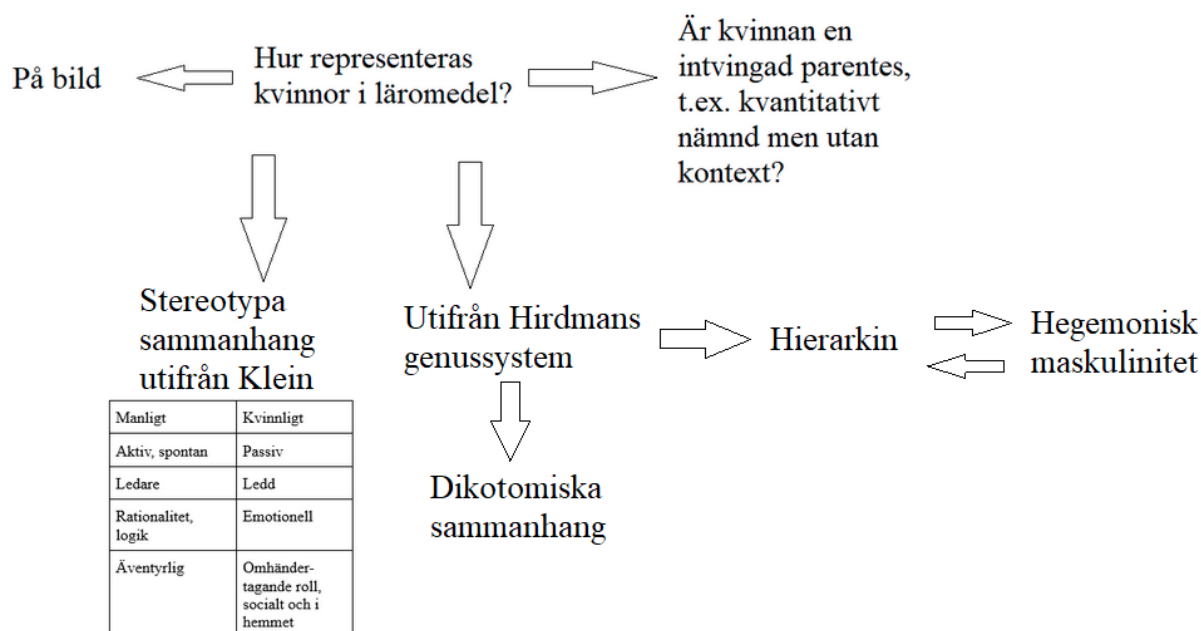 På bild
Hur representeras
kvinnor i läromedel?
Är kvinnan en
intvingad parentes,
t.ex. kvantitativt
nämnd men utan
kontext?
Stereotypa
sammanhang
utifrån Klein
Manligt Kvinnligt
Aktiv, spontan Passiv
Ledare Ledd
Rationalitet, Emotionell
logik
Äventyrlig Omhänder-
tagande roll,
socialt och i
hemmet
Utifrån Hirdmans
genussystem
Dikotomiska
sammanhang
Hierarkin
Hegemonisk
maskulinitet